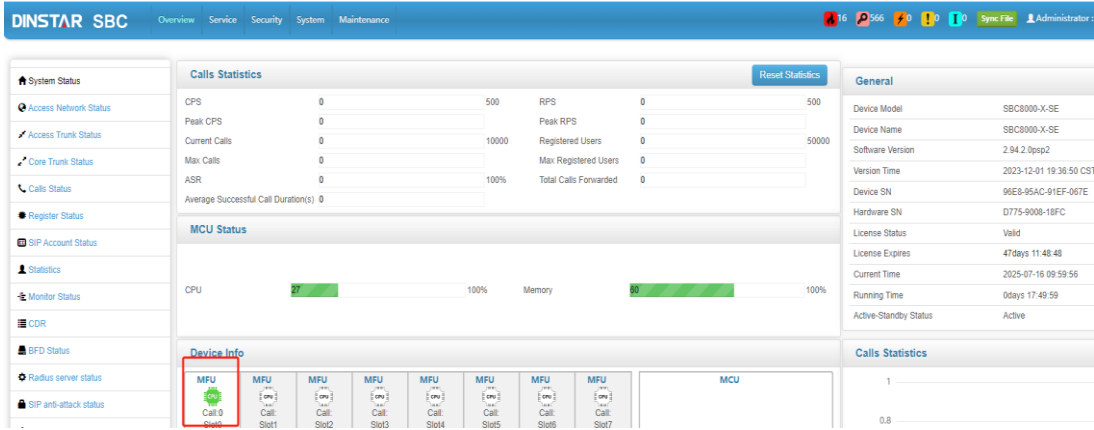 DINSTAR SBC
Overview Service Security System Maintenance
16 566 0 0 0 Sync File Administrator :
System Status
Access Network Status
Access Trunk Status
Core Trunk Status
Calls Status
Register Status
SIP Account Status
Statistics
Monitor Status
CDR
BFD Status
Radius server status
SIP anti-attack status
Calls Statistics Reset Statistics
CPS 0 500 RPS 0 500
Peak CPS 0 Peak RPS 0
Current Calls 0 10000 Registered Users 0 50000
Max Calls 0 Max Registered Users 0
ASR 0 100% Total Calls Forwarded 0
Average Successful Call Duration(s) 0
MCU Status
CPU 27 100% Memory 60 100%
Device Info
MFU MFU MFU MFU MFU MFU MFU MFU MCU
CPU CPU CPU CPU CPU CPU CPU CPU
Call:0 Call: Call: Call: Call: Call: Call: Call:
Slot0 Slot1 Slot2 Slot3 Slot4 Slot5 Slot6 Slot7
General
Device Model SBC8000-X-SE
Device Name SBC8000-X-SE
Software Version 2.94.2.0psp2
Version Time 2023-12-01 19:36:50 CST
Device SN 96E8-95AC-91EF-067E
Hardware SN D775-9008-18FC
License Status Valid
License Expires 47days 11:48:48
Current Time 2025-07-16 09:59:56
Running Time 0days 17:49:59
Active-Standby Status Active
Calls Statistics
1
0.8